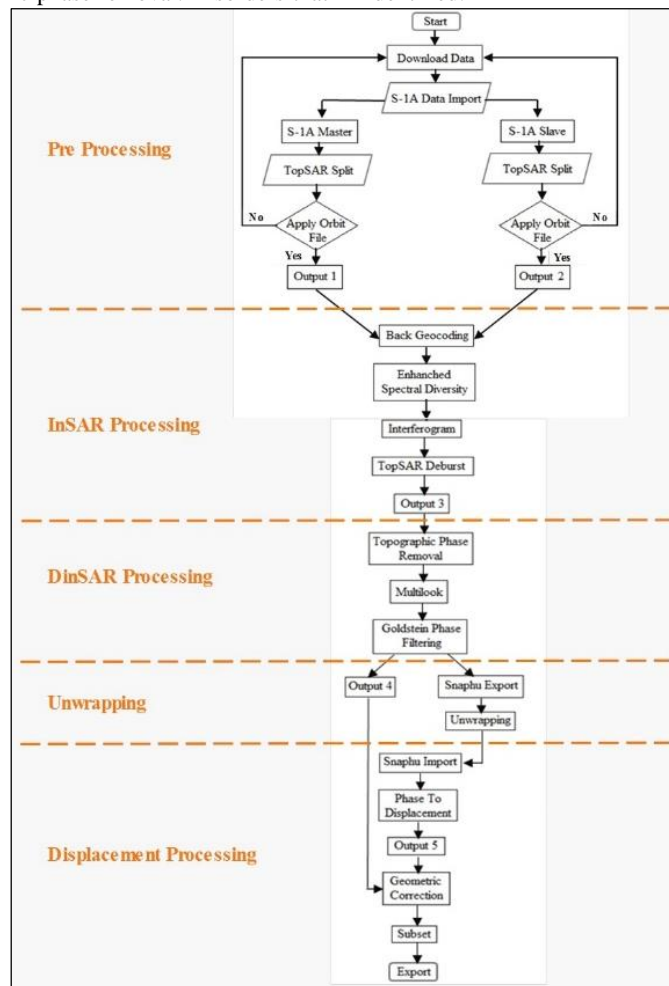 Start
Download Data
S-1A Data Import
S-1A Master
S-1A Slave
Pre Processing
TopSAR Split
TopSAR Split
No
Apply Orbit
File
No
Apply Orbit
File
Yes
Yes
Output 1
Output 2
Back Geocoding
Enhanched
Spectral Diversity
InSAR Processing
Interferogram
TopSAR Deburst
Output 3
Topographic Phase
Removal
DinSAR Processing
Multilook
Goldstein Phase
Filtering
Output 4
Snaphu Export
Unwrapping
Unwrapping
Snaphu Import
Phase To
Displacement
Output 5
Displacement Processing
Geometric
Correction
Subset
Export